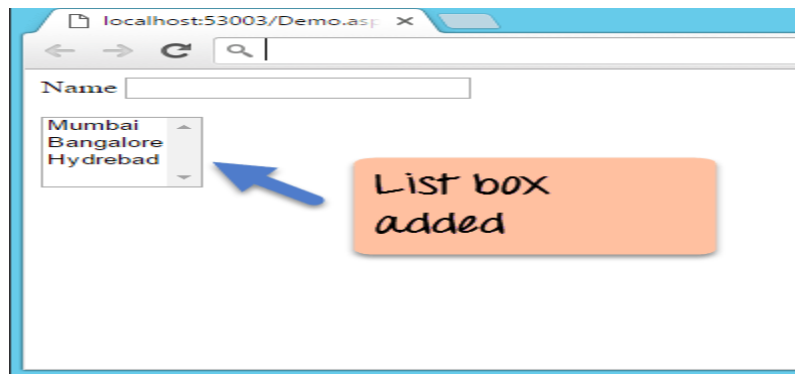 localhost:53003/Demo.asp
Name
Mumbai
Bangalore
Hydrebad
List box
added